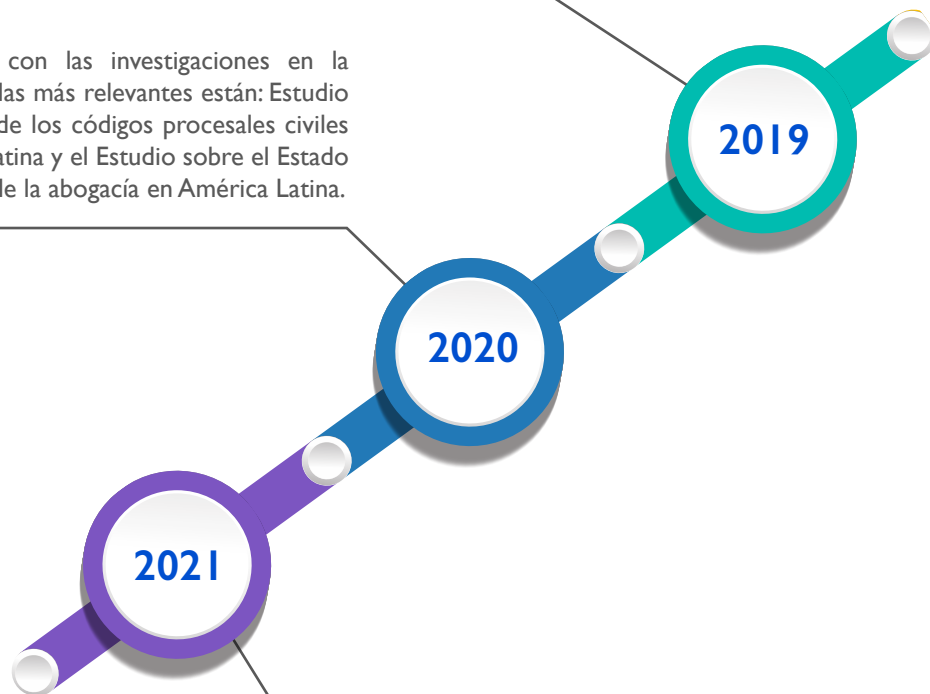 con las investigaciones en la
las más relevantes están: Estudio
de los códigos procesales civiles
atina y el Estudio sobre el Estado
de la abogacía en América Latina.
2019
2020
2021